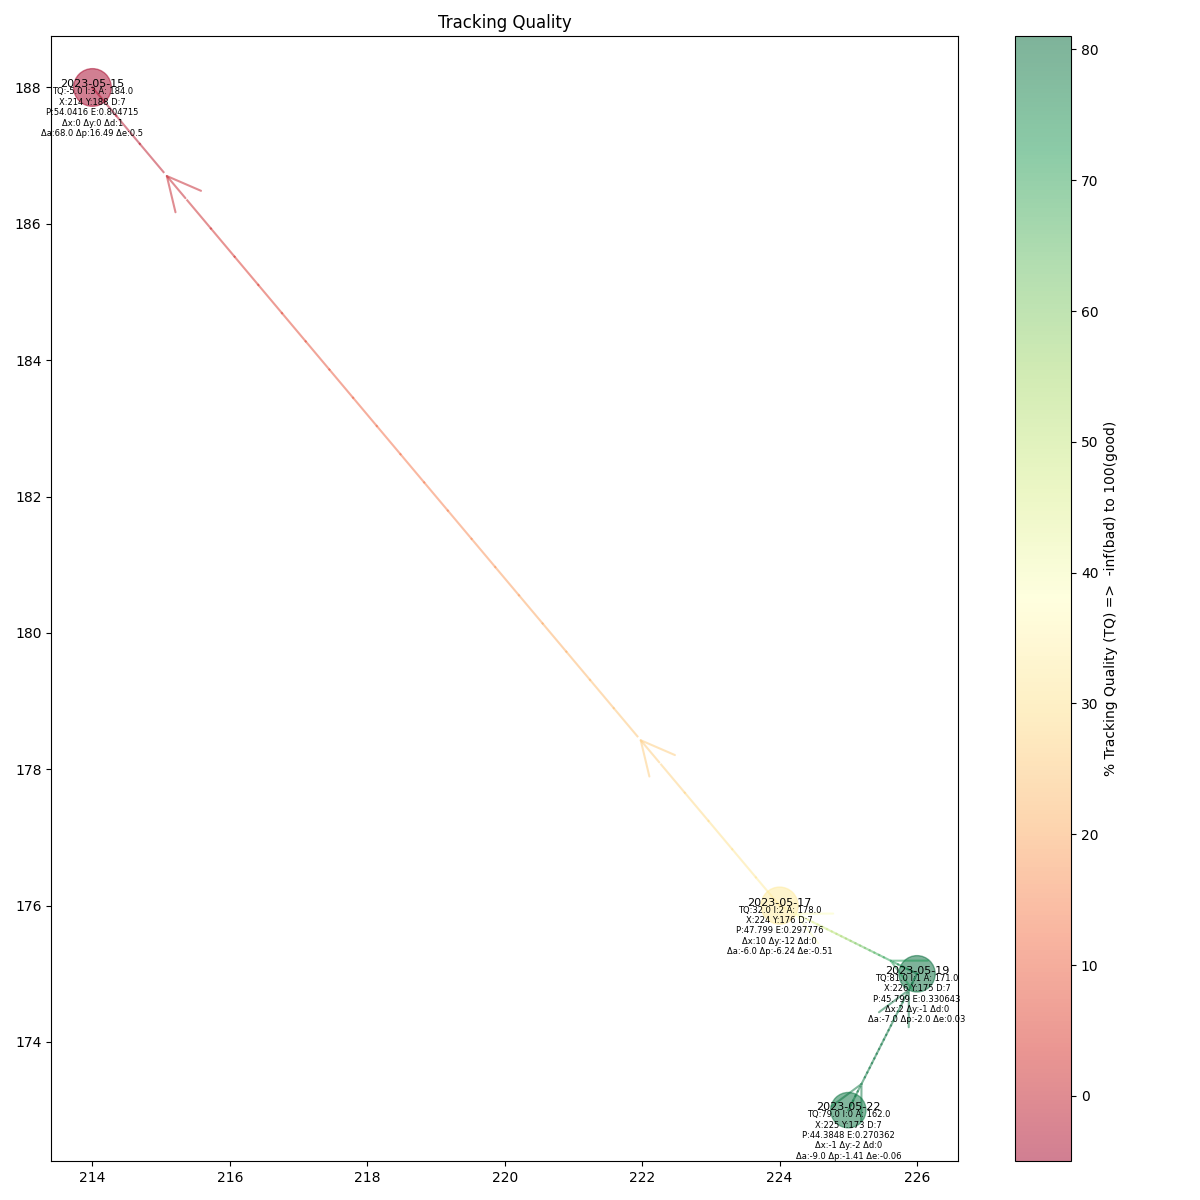 Tracking Quality
188
186
184
182
180
178
176
174
214
216
218
220
222
224
226
2023-05-15
TQ:-5.0 I:3 A: 184.0
X:214 Y:188 D:7
P:54.0416 E:0.804715
Δx:0 Δy:0 Δd:1
Δa:68.0 Δp:16.49 Δe:0.5
2023-05-17
TQ:32.0 I:2 A: 178.0
X:224 Y:176 D:7
P:47.799 E:0.297776
Δx:10 Δy:-12 Δd:0
Δa:-6.0 Δp:-6.24 Δe:-0.51
2023-05-19
TQ:81.0 I:1 A: 171.0
X:226 Y:175 D:7
P:45.799 E:0.330643
Δx:2 Δy:-1 Δd:0
Δa:-7.0 Δp:-2.0 Δe:0.03
2023-05-22
TQ:79.0 I:0 A: 162.0
X:225 Y:173 D:7
P:44.3848 E:0.270362
Δx:-1 Δy:-2 Δd:0
Δa:-9.0 Δp:-1.41 Δe:-0.06
80
70
60
50
40
30
20
10
0
% Tracking Quality (TQ) => -inf(bad) to 100(good)